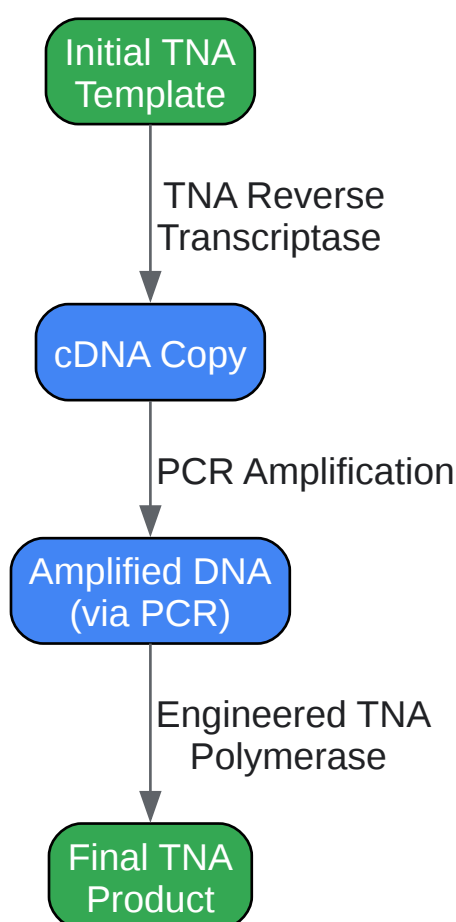 Initial TNA
Template
TNA Reverse
Transcriptase
cDNA Copy
PCR Amplification
Amplified DNA
(via PCR)
Engineered TNA
Polymerase
Final TNA
Product